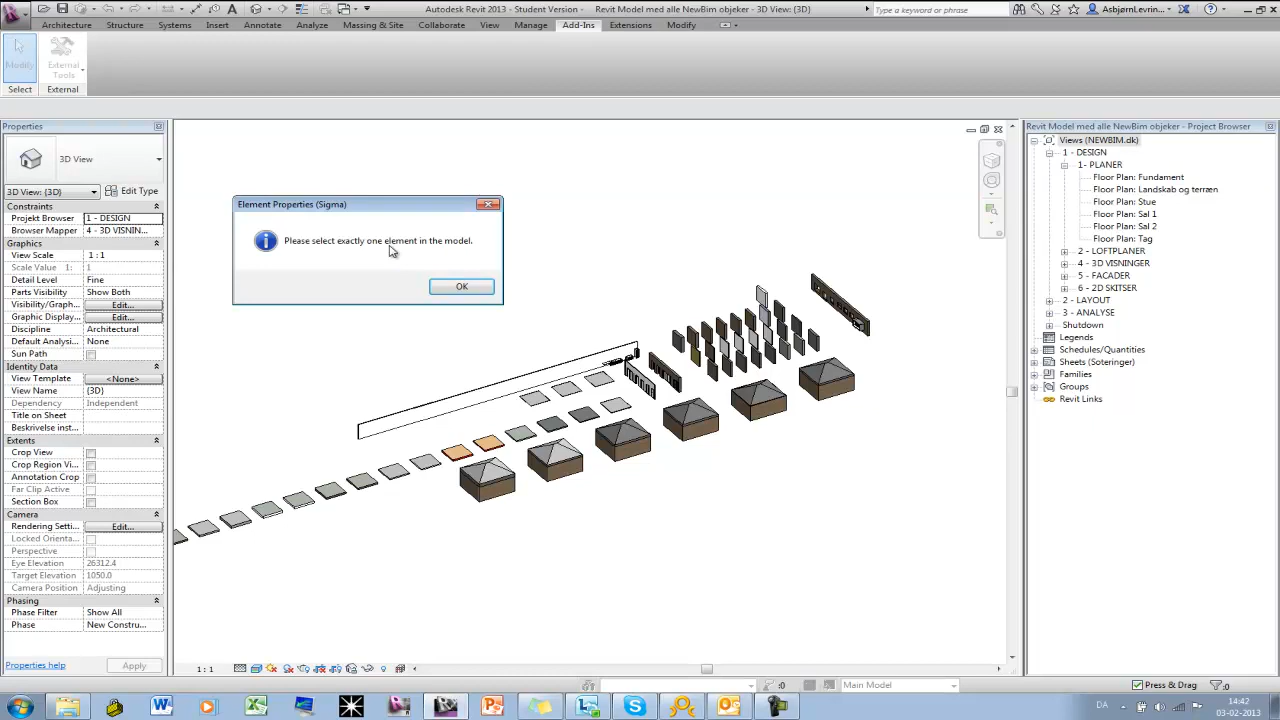 Autodesk Revit 2013 - Student Version - Revit Model med alle NewBim objeker - 3D View: {3D}
Type a keyword or phrase
AsbjørnLevrin...
Architecture Structure Systems Insert Annotate Analyze Massing & Site Collaborate View Manage Add-Ins Extensions Modify
Modify
External
Tools
Select External
Properties
3D View
3D View: {3D} Edit Type
Constraints
Projekt Browser 1 - DESIGN
Browser Mapper 4 - 3D VISNIN...
Graphics
View Scale 1 : 1
Scale Value 1: 1
Detail Level Fine
Parts Visibility Show Both
Visibility/Graph... Edit...
Graphic Display... Edit...
Discipline Architectural
Default Analysi... None
Sun Path
Identity Data
View Template <None>
View Name {3D}
Dependency Independent
Title on Sheet
Beskrivelse inst...
Extents
Crop View
Crop Region Vi...
Annotation Crop
Far Clip Active
Section Box
Camera
Rendering Setti... Edit...
Locked Orienta...
Perspective
Eye Elevation 26312.4
Target Elevation 1050.0
Camera Position Adjusting
Phasing
Phase Filter Show All
Phase New Constru...
Properties help Apply
Element Properties (Sigma)
Please select exactly one element in the model.
OK
Revit Model med alle NewBim objeker - Project Browser
Views (NEWBIM.dk)
1 - DESIGN
1- PLANER
Floor Plan: Fundament
Floor Plan: Landskab og terræn
Floor Plan: Stue
Floor Plan: Sal 1
Floor Plan: Sal 2
Floor Plan: Tag
2 - LOFTPLANER
4 - 3D VISNINGER
5 - FACADER
6 - 2D SKITSER
2 - LAYOUT
3 - ANALYSE
Shutdown
Legends
Schedules/Quantities
Sheets (Soteringer)
Families
Groups
Revit Links
1 : 1
:0
Main Model
Press & Drag
:0
DA
14:42
03-02-2013